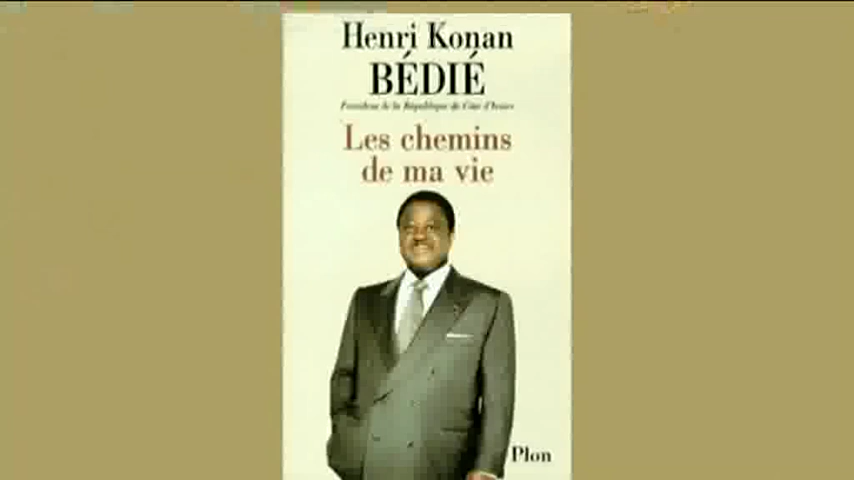 Henri Konan
BÉDIÉ
Président de la République de Côte d'Ivoire
Les chemins
de ma vie
Plon